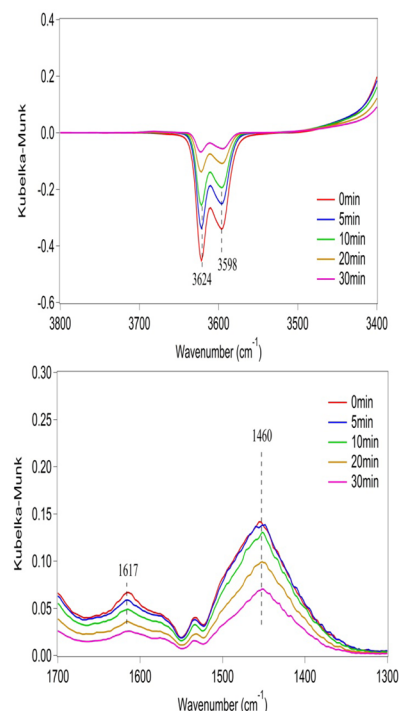 0.4
0.2
0.0
-0.2
-0.4
-0.6
Kubelka-Munk
0min
5min
10min
20min
30min
3624
3598
3800
3700
3600
3500
3400
Wavenumber (cm-1)
0.30
0.25
0.20
0.15
0.10
0.05
0.00
Kubelka-Munk
0min
5min
10min
20min
30min
1460
1617
1700
1600
1500
1400
1300
Wavenumber (cm-1)